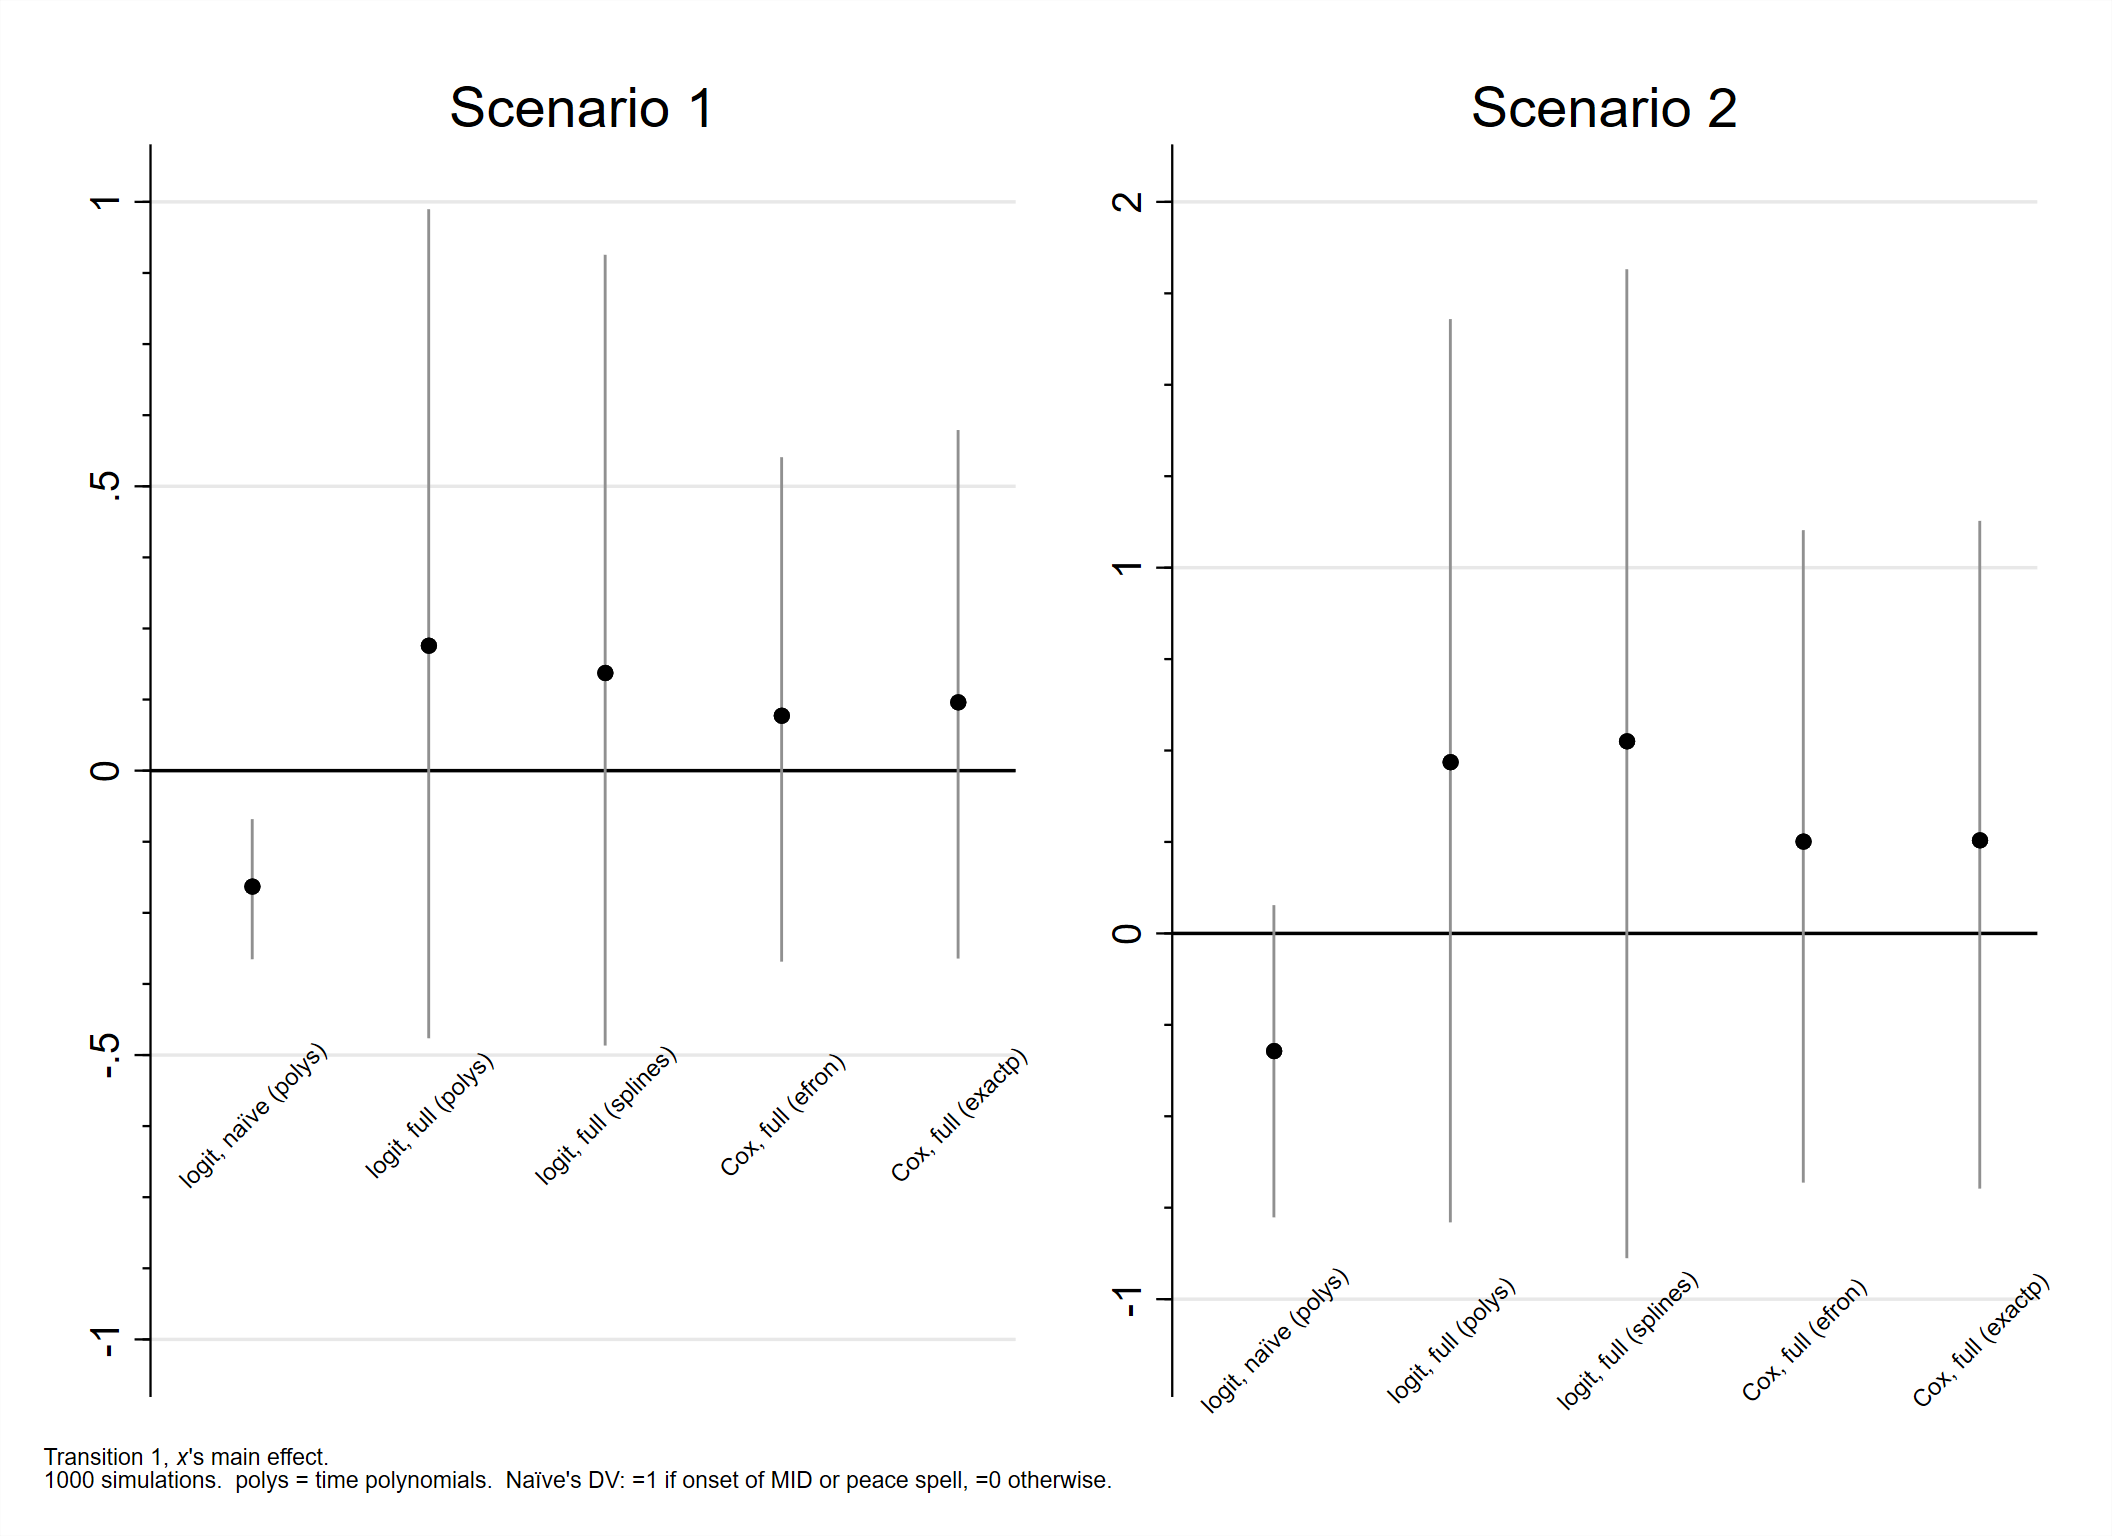 Scenario 1
1
.5
0
-.5
-1
logit, naïve (polys)
logit, full (polys)
logit, full (splines)
Cox, full (efron)
Cox, full (exactp)
Scenario 2
2
1
0
-1
logit, naïve (polys)
logit, full (polys)
logit, full (splines)
Cox, full (efron)
Cox, full (exactp)
Transition 1, x's main effect.
1000 simulations.  polys = time polynomials.  Naïve's DV: =1 if onset of MID or peace spell, =0 otherwise.